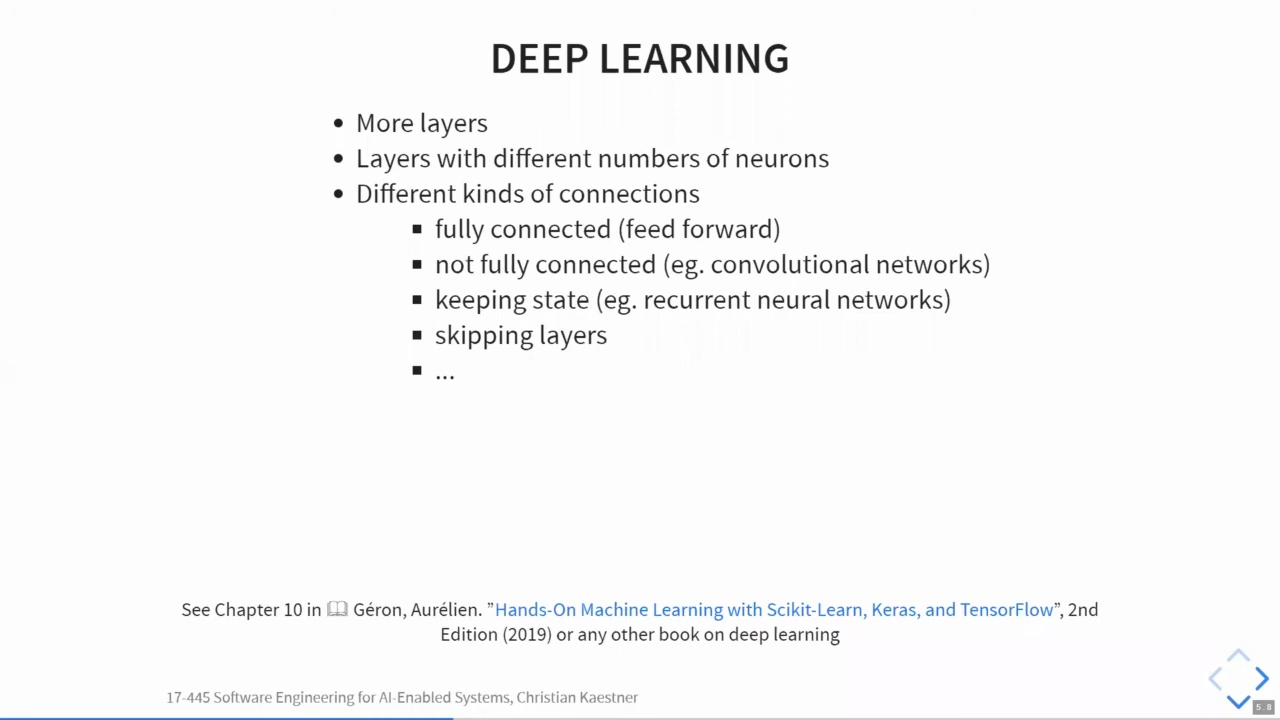 DEEP LEARNING
• More layers
• Layers with different numbers of neurons
• Different kinds of connections
▪ fully connected (feed forward)
▪ not fully connected (eg. convolutional networks)
▪ keeping state (eg. recurrent neural networks)
▪ skipping layers
▪ ...
See Chapter 10 in 🕮 Géron, Aurélien. ”Hands-On Machine Learning with Scikit-Learn, Keras, and TensorFlow”, 2nd
Edition (2019) or any other book on deep learning
17-445 Software Engineering for AI-Enabled Systems, Christian Kaestner
5.8